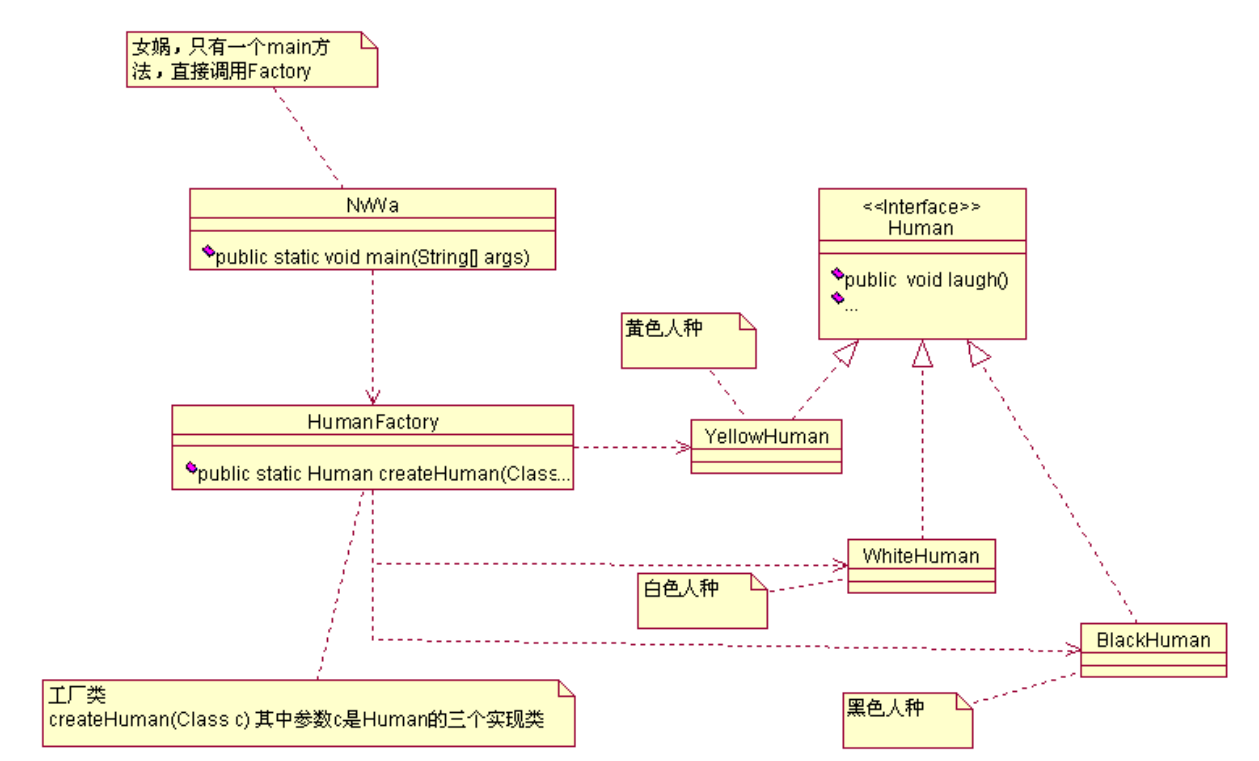 女娲，只有一个main方
法，直接调用Factory
NvWa
public static void main(String[] args)
<<Interface>>
Human
public void laugh()
...
黄色人种
HumanFactory
public static Human createHuman(Class...
YellowHuman
WhiteHuman
白色人种
BlackHuman
工厂类
createHuman(Class c) 其中参数c是Human的三个实现类
黑色人种